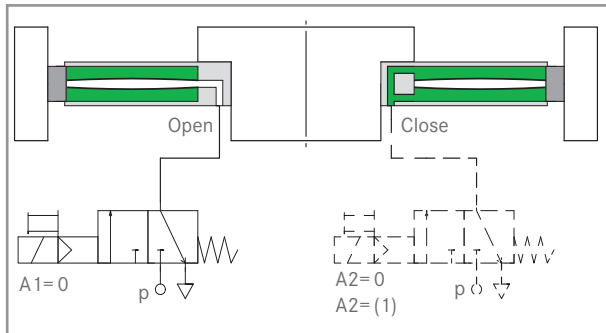 Open
Close
A1= 0
p
A2= 0
A2= (1)
p